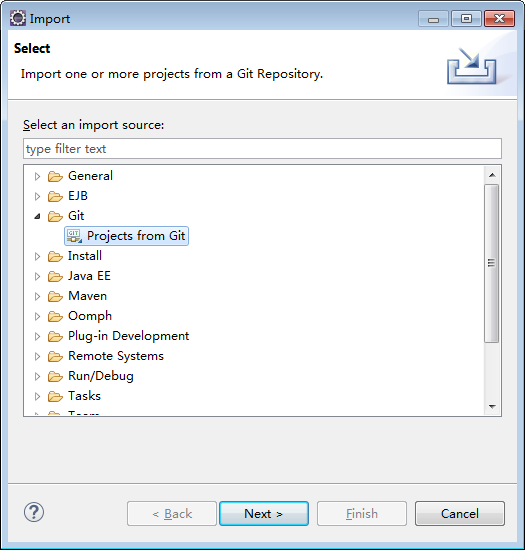 Import
Select
Import one or more projects from a Git Repository.
Select an import source:
type filter text
General
EJB
Git
GIT Projects from Git
Install
Java EE
Maven
Oomph
Plug-in Development
Remote Systems
Run/Debug
Tasks
Team
? < Back Next > Finish Cancel